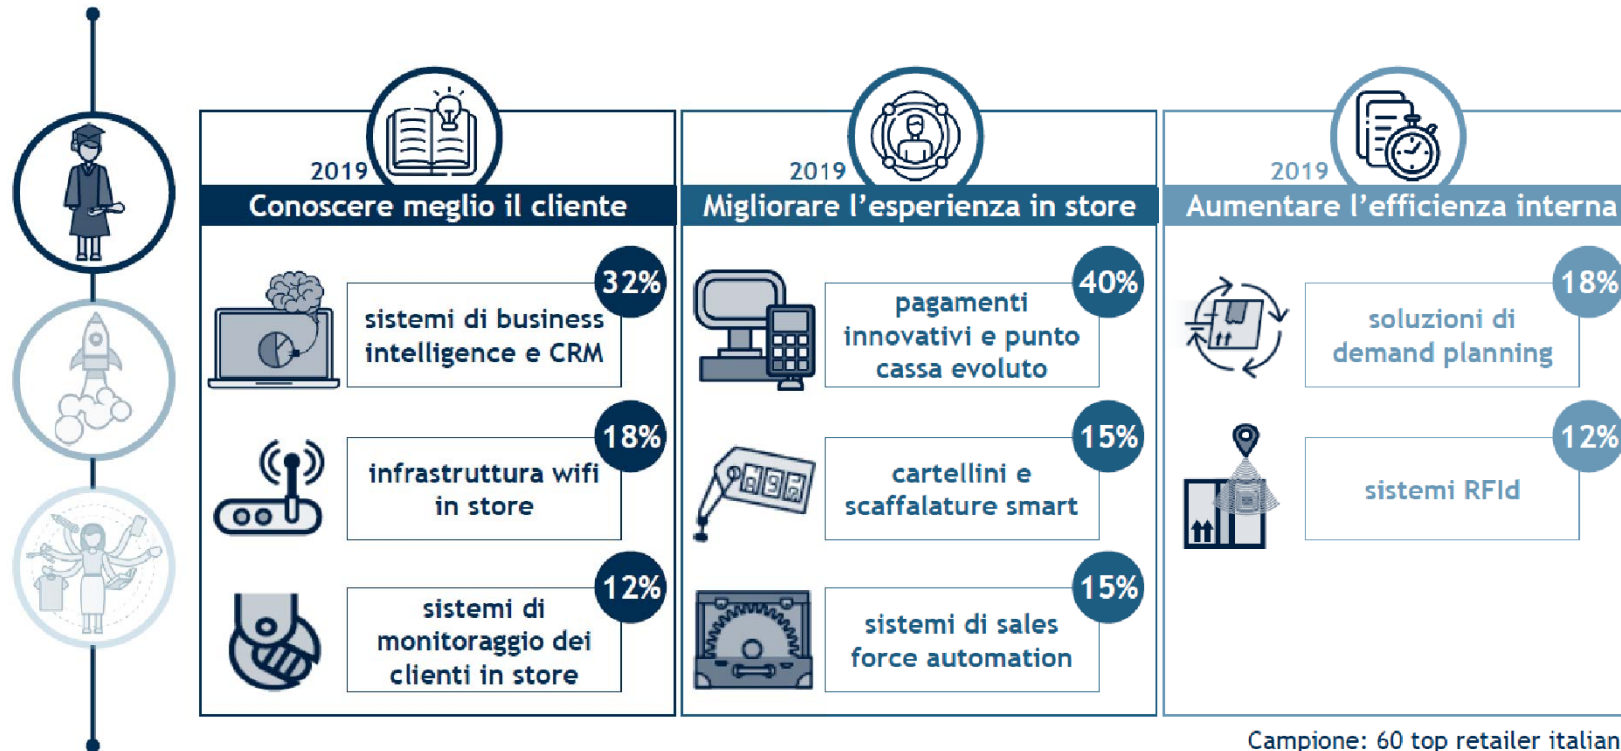 2019
Conoscere meglio il cliente
32%
sistemi di business
intelligence e CRM
18%
infrastruttura wifi
in store
12%
sistemi di
monitoraggio dei
clienti in store
2019
Migliorare l'esperienza in store
40%
pagamenti
innovativi e punto
cassa evoluto
15%
cartellini e
scaffalature smart
15%
sistemi di sales
force automation
2019
Aumentare l'efficienza interna
18%
soluzioni di
demand planning
12%
sistemi RFId
Campione: 60 top retailer italian